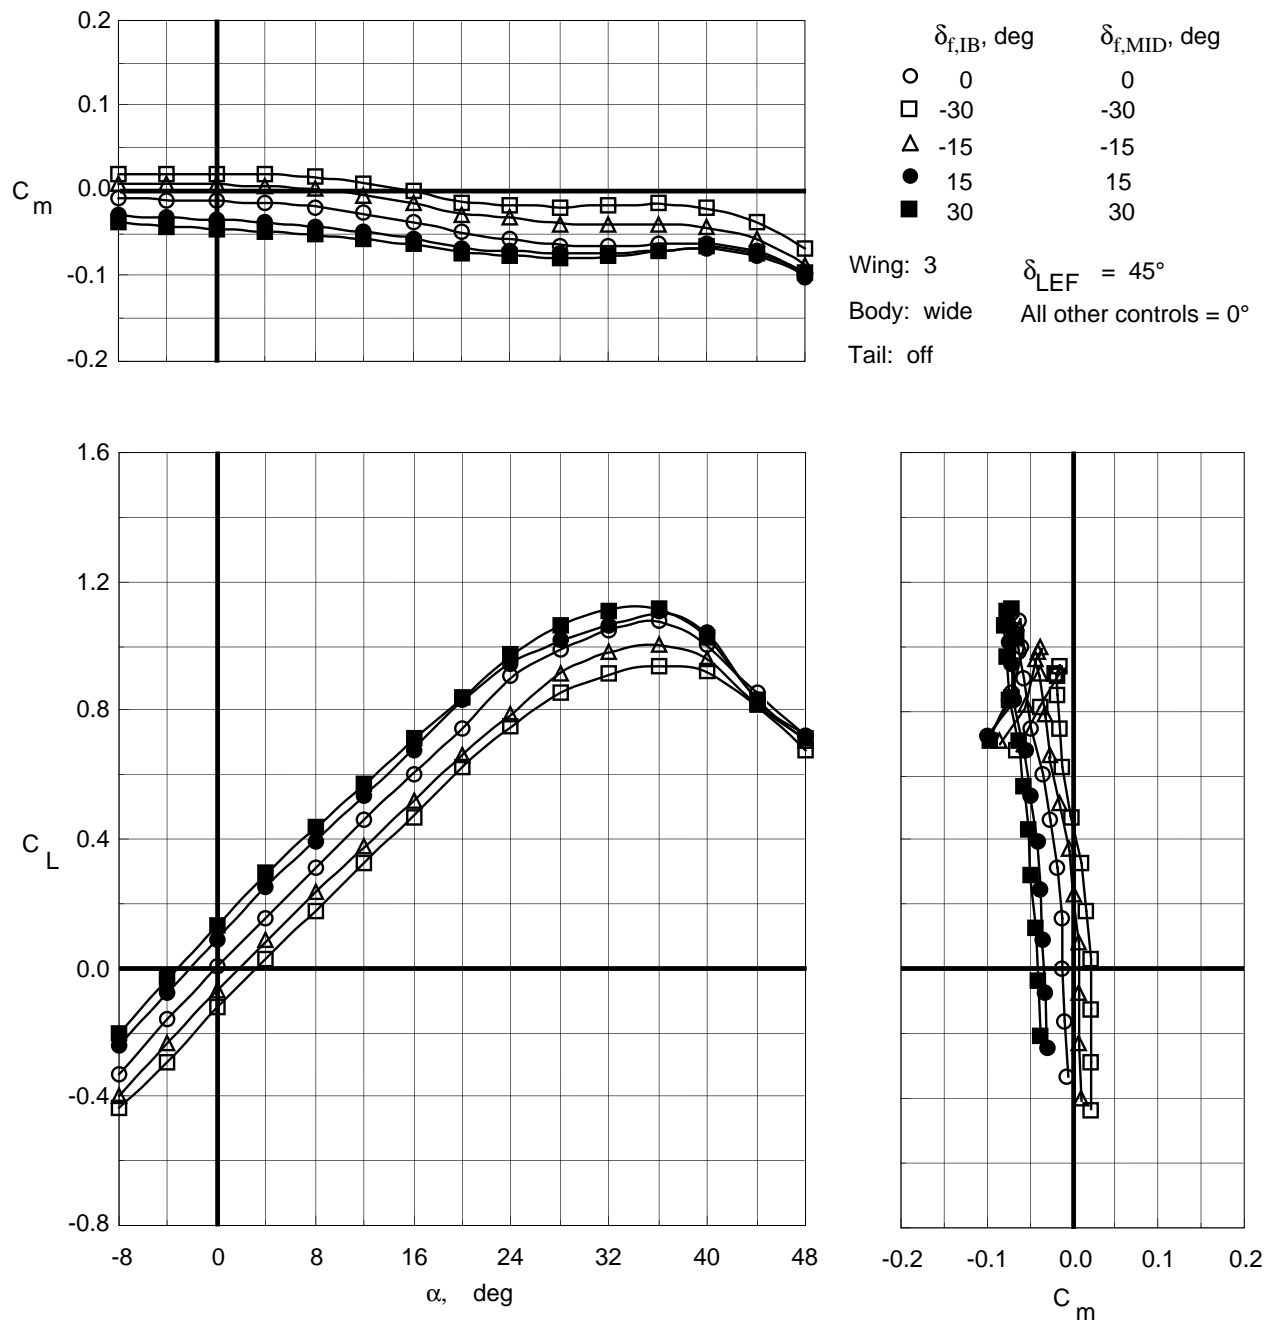 0.2
0.1
0.0
-0.1
-0.2
C m
δf,IB, deg δf,MID, deg
0 0
-30 -30
-15 -15
15 15
30 30
Wing: 3 δLEF = 45°
Body: wide All other controls = 0°
Tail: off
1.6
1.2
0.8
0.4
0.0
-0.4
-0.8
C L
-8 0 8 16 24 32 40 48
α, deg
-0.2 -0.1 0.0 0.1 0.2
C m